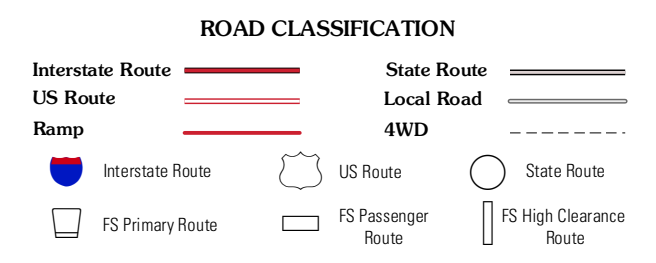 ROAD CLASSIFICATION
Interstate Route
State Route
US Route
Local Road
Ramp
4WD
Interstate Route
US Route
State Route
FS Primary Route
FS Passenger
Route
FS High Clearance
Route